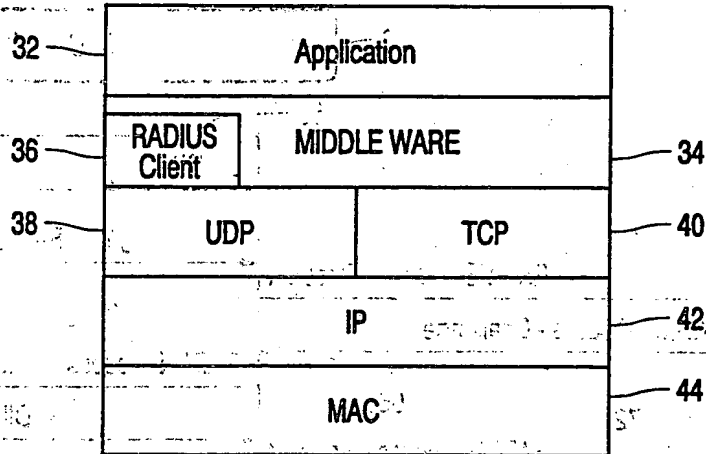 32
Application
36
RADIUS
Client
MIDDLE WARE
34
38
UDP
TCP
40
IP
42
MAC
44